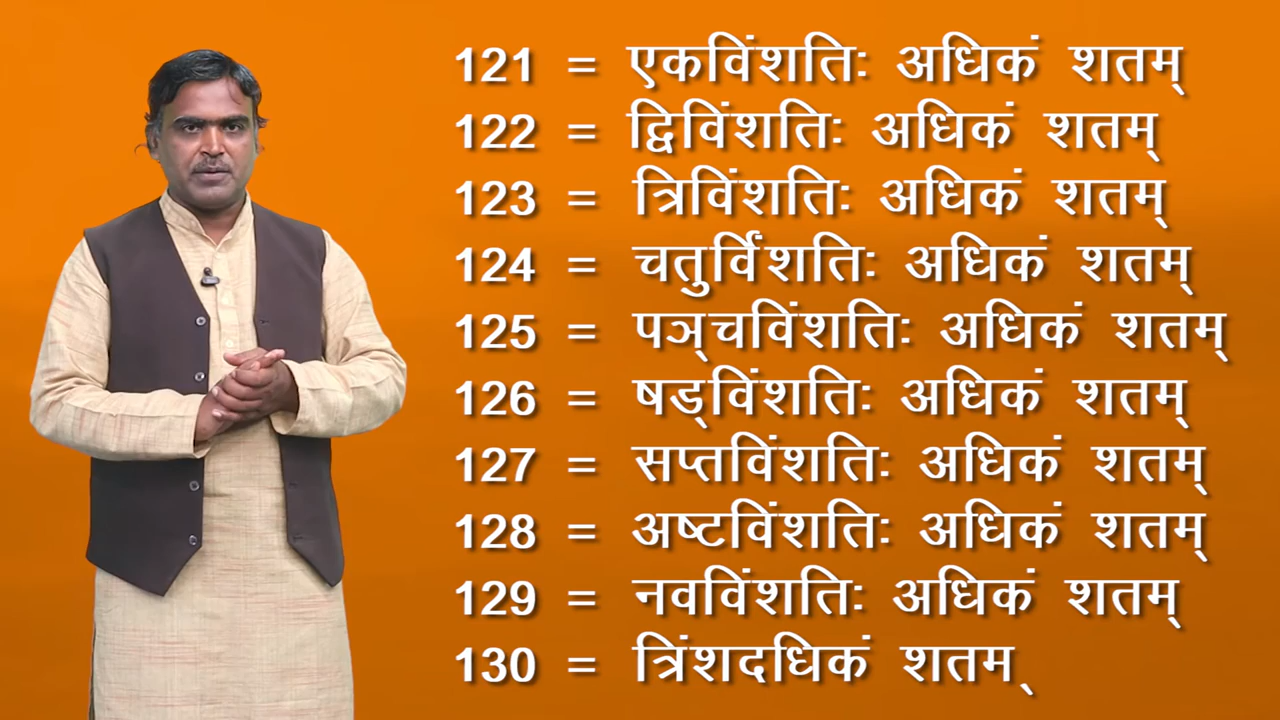 121 = एकविंशतिः अधिकं शतम्
122 = द्विविंशतिः अधिकं शतम्
123 = त्रिविंशतिः अधिकं शतम्
124 = चतुर्विंशतिः अधिकं शतम्
125 = पञ्चविंशतिः अधिकं शतम्
126 = षड्विंशतिः अधिकं शतम्
127 = सप्तविंशतिः अधिकं शतम्
128 = अष्टविंशतिः अधिकं शतम्
129 = नवविंशतिः अधिकं शतम्
130 = त्रिंशदधिकं शतम्